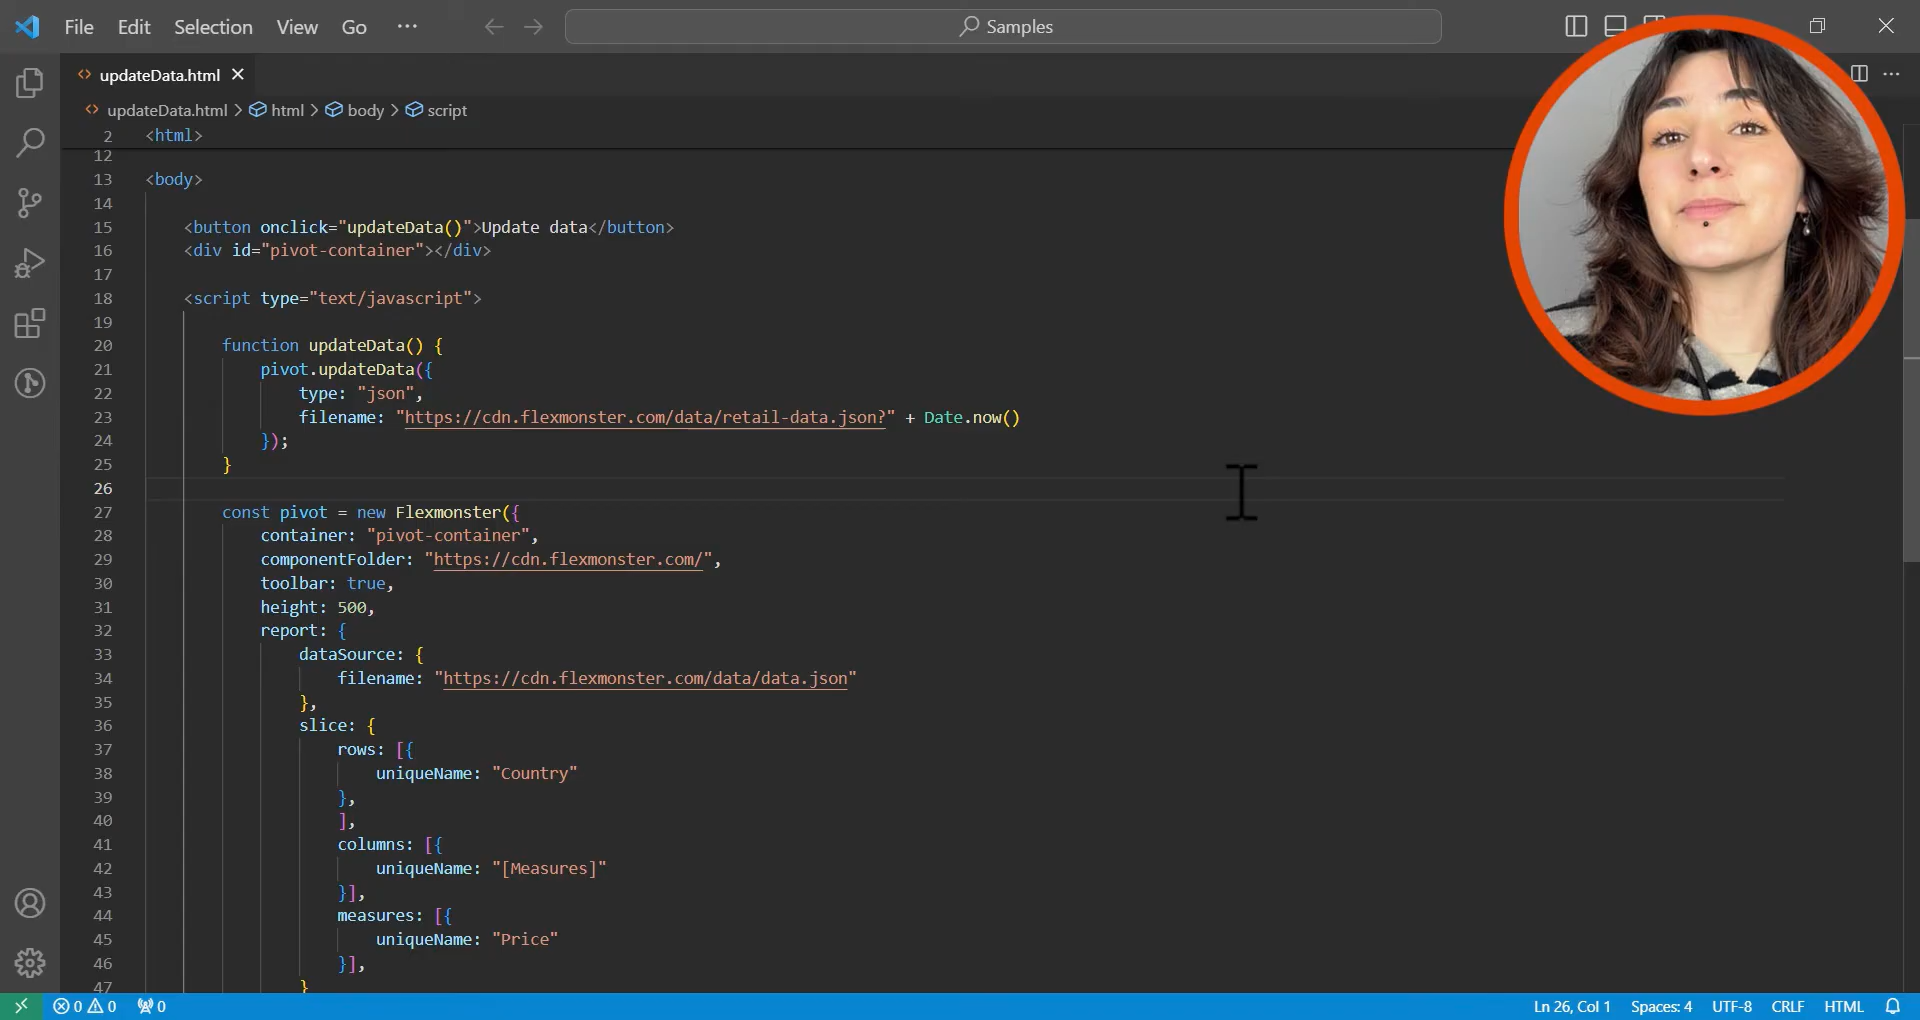 File Edit Selection View Go ··· Samples
updateData.html
updateData.html > html > body > script
2 <html>
12
13 <body>
14
15 <button onclick="updateData()">Update data</button>
16 <div id="pivot-container"></div>
17
18 <script type="text/javascript">
19
20 function updateData() {
21 pivot.updateData({
22 type: "json",
23 filename: "https://cdn.flexmonster.com/data/retail-data.json?" + Date.now()
24 });
25 }
26
27 const pivot = new Flexmonster({
28 container: "pivot-container",
29 componentFolder: "https://cdn.flexmonster.com/",
30 toolbar: true,
31 height: 500,
32 report: {
33 dataSource: {
34 filename: "https://cdn.flexmonster.com/data/data.json"
35 },
36 slice: {
37 rows: [{
38 uniqueName: "Country"
39 },
40 ],
41 columns: [{
42 uniqueName: "[Measures]"
43 }],
44 measures: [{
45 uniqueName: "Price"
46 }],
47 }
0 0 0 Ln 26, Col 1 Spaces: 4 UTF-8 CRLF HTML